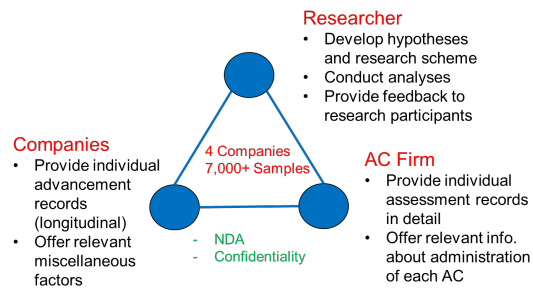 Researcher
• Develop hypotheses
and research scheme
• Conduct analyses
• Provide feedback to
research participants
Companies
• Provide individual
advancement
records
(longitudinal)
• Offer relevant
miscellaneous
factors
4 Companies
7,000+ Samples
AC Firm
• Provide individual
assessment records
in detail
• Offer relevant info.
about administration
of each AC
- NDA
- Confidentiality